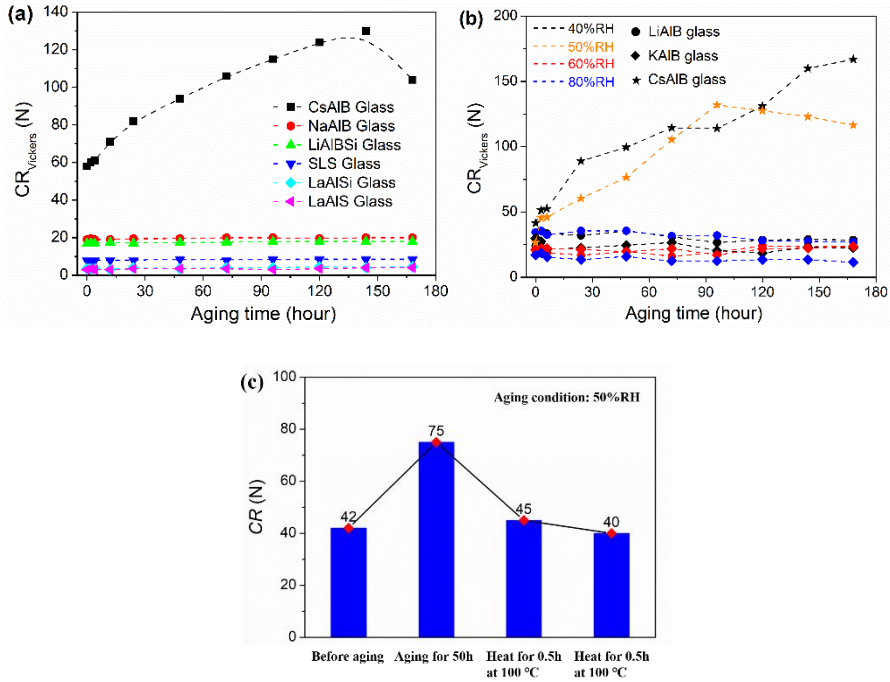 (a)
140
120
100
80
60
40
20
0
CR_Vickers (N)
CsAlB Glass
NaAlB Glass
LiAlBSi Glass
SLS Glass
LaAlSi Glass
LaAlS Glass
0 30 60 90 120 150 180
Aging time (hour)
(b)
200
150
100
50
0
CR_Vickers (N)
40%RH
50%RH
60%RH
80%RH
LiAlB glass
KAlB glass
CsAlB glass
0 30 60 90 120 150 180
Aging time (hour)
(c)
100
80
60
40
20
0
CR (N)
Aging condition: 50%RH
42
75
45
40
Before aging Aging for 50h Heat for 0.5h Heat for 0.5h
at 100 °C at 100 °C